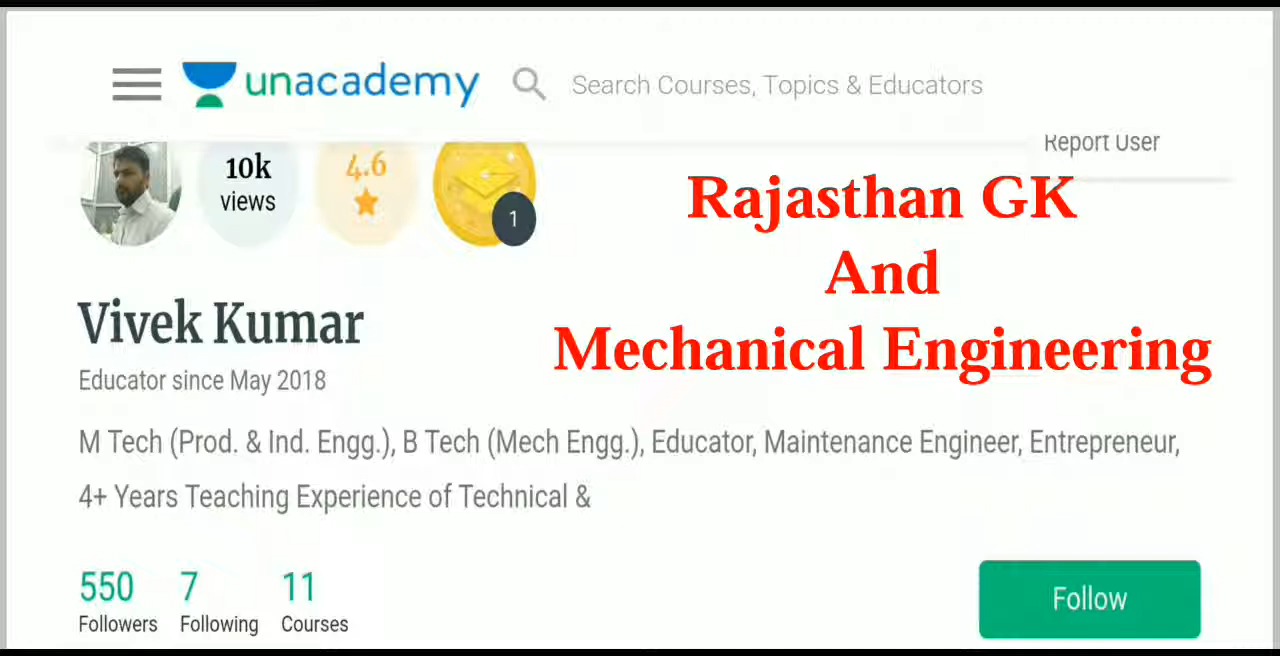 unacademy Search Courses, Topics & Educators
Report User
10k
views
4.6
1
Rajasthan GK
And
Mechanical Engineering
Vivek Kumar
Educator since May 2018
M Tech (Prod. & Ind. Engg.), B Tech (Mech Engg.), Educator, Maintenance Engineer, Entrepreneur,
4+ Years Teaching Experience of Technical &
550 7 11
Followers Following Courses
Follow